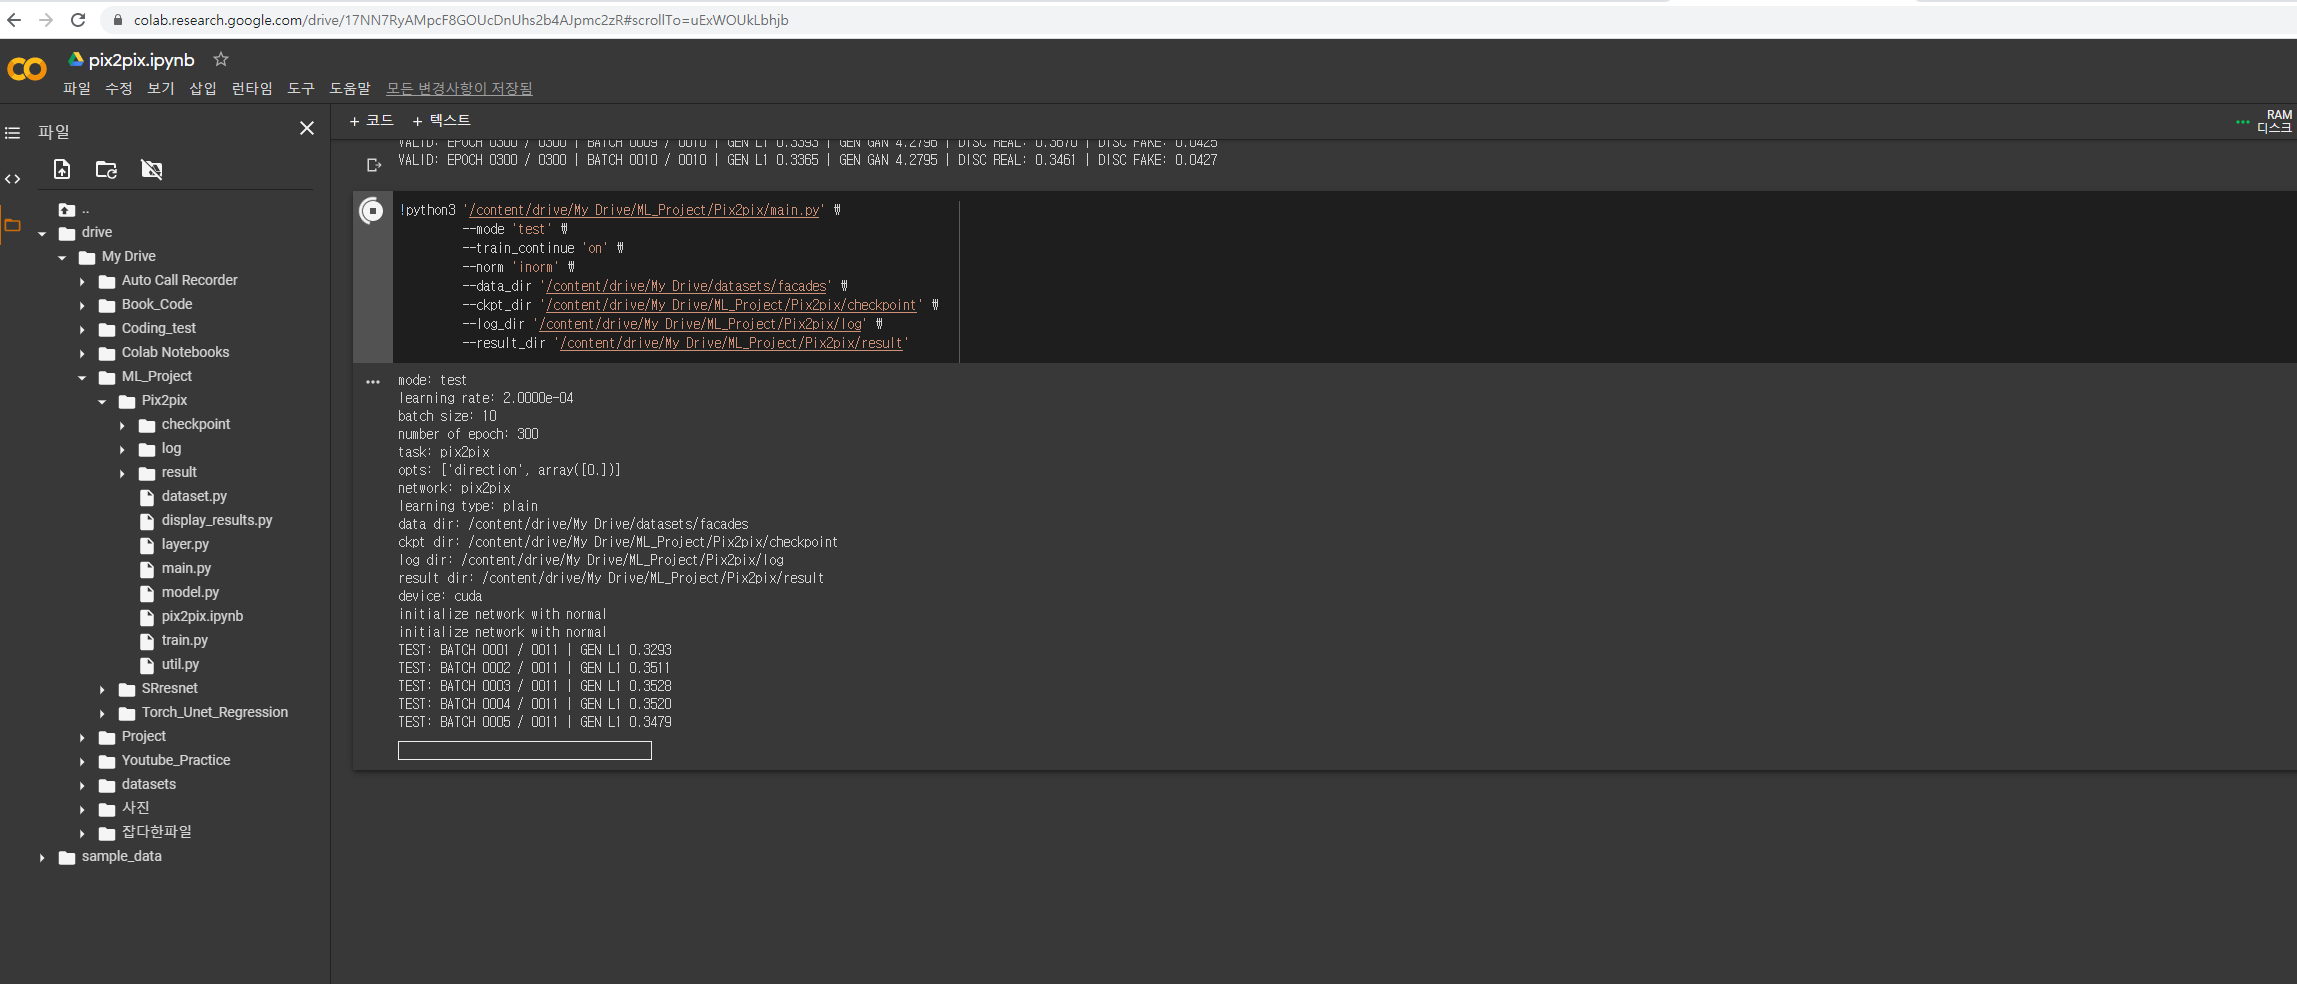 colab.research.google.com/drive/17NN7RyAMpcF8GOUcDnUhs2b4AJpmc2zR#scrollTo=uExWOUkLbhjb
pix2pix.ipynb
파일 수정 보기 삽입 런타임 도구 도움말 모든 변경사항이 저장됨
파일
+ 코드 + 텍스트
RAM
디스크
..
drive
My Drive
Auto Call Recorder
Book_Code
Coding_test
Colab Notebooks
ML_Project
Pix2pix
checkpoint
log
result
dataset.py
display_results.py
layer.py
main.py
model.py
pix2pix.ipynb
train.py
util.py
SRresnet
Torch_Unet_Regression
Project
Youtube_Practice
datasets
사진
잡다한파일
sample_data
VALID: EPOCH 0300 / 0300 | BATCH 0009 / 0010 | GEN L1 0.3393 | GEN GAN 4.2796 | DISC REAL: 0.3670 | DISC FAKE: 0.0425
VALID: EPOCH 0300 / 0300 | BATCH 0010 / 0010 | GEN L1 0.3365 | GEN GAN 4.2795 | DISC REAL: 0.3461 | DISC FAKE: 0.0427
!python3 '/content/drive/My Drive/ML_Project/Pix2pix/main.py' ₩
--mode 'test' ₩
--train_continue 'on' ₩
--norm 'inorm' ₩
--data_dir '/content/drive/My Drive/datasets/facades' ₩
--ckpt_dir '/content/drive/My Drive/ML_Project/Pix2pix/checkpoint' ₩
--log_dir '/content/drive/My Drive/ML_Project/Pix2pix/log' ₩
--result_dir '/content/drive/My Drive/ML_Project/Pix2pix/result'
mode: test
learning rate: 2.0000e-04
batch size: 10
number of epoch: 300
task: pix2pix
opts: ['direction', array([0.])]
network: pix2pix
learning type: plain
data dir: /content/drive/My Drive/datasets/facades
ckpt dir: /content/drive/My Drive/ML_Project/Pix2pix/checkpoint
log dir: /content/drive/My Drive/ML_Project/Pix2pix/log
result dir: /content/drive/My Drive/ML_Project/Pix2pix/result
device: cuda
initialize network with normal
initialize network with normal
TEST: BATCH 0001 / 0011 | GEN L1 0.3293
TEST: BATCH 0002 / 0011 | GEN L1 0.3511
TEST: BATCH 0003 / 0011 | GEN L1 0.3528
TEST: BATCH 0004 / 0011 | GEN L1 0.3520
TEST: BATCH 0005 / 0011 | GEN L1 0.3479